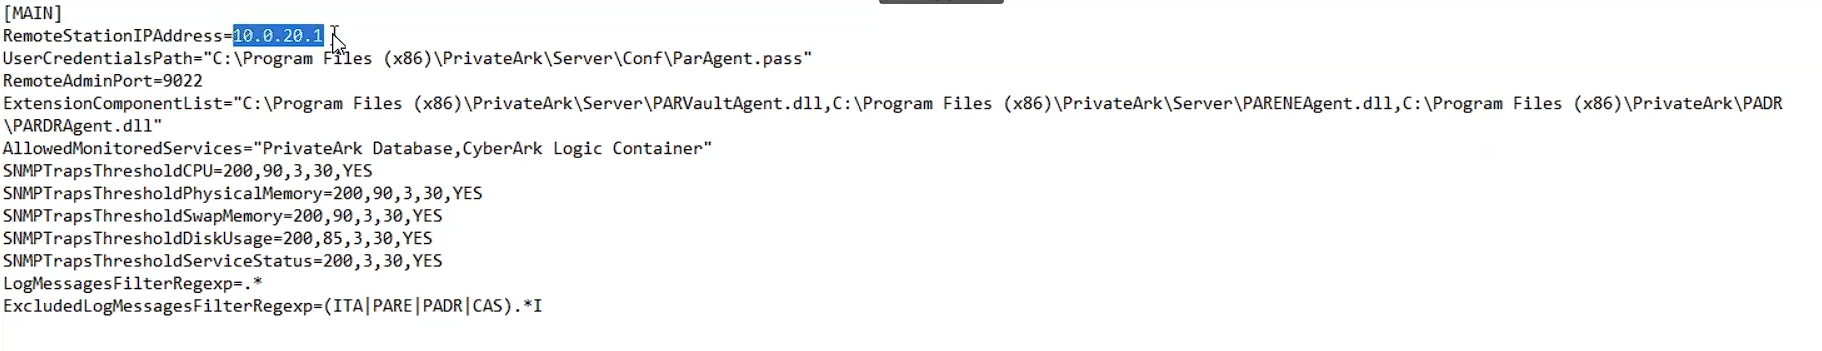 [MAIN]
RemoteStationIPAddress=10.0.20.1
UserCredentialsPath="C:\Program Files (x86)\PrivateArk\Server\Conf\ParAgent.pass"
RemoteAdminPort=9022
ExtensionComponentList="C:\Program Files (x86)\PrivateArk\Server\PARVaultAgent.dll,C:\Program Files (x86)\PrivateArk\Server\PARENEAgent.dll,C:\Program Files (x86)\PrivateArk\PADR
\PARDRAgent.dll"
AllowedMonitoredServices="PrivateArk Database,CyberArk Logic Container"
SNMPTrapsThresholdCPU=200,90,3,30,YES
SNMPTrapsThresholdPhysicalMemory=200,90,3,30,YES
SNMPTrapsThresholdSwapMemory=200,90,3,30,YES
SNMPTrapsThresholdDiskUsage=200,85,3,30,YES
SNMPTrapsThresholdServiceStatus=200,3,30,YES
LogMessagesFilterRegexp=.*
ExcludedLogMessagesFilterRegexp=(ITA|PARE|PADR|CAS).*I